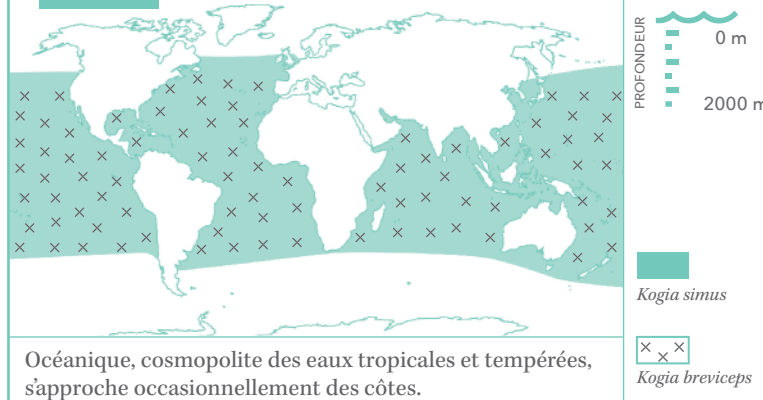 PROFONDEUR
0 m
2000 m
Kogia simus
Kogia breviceps
Océanique, cosmopolite des eaux tropicales et tempérées,
s’approche occasionnellement des côtes.